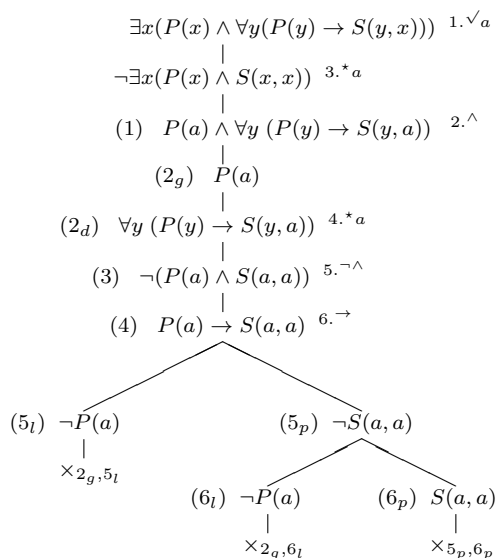 ∃x(P(x) ∧ ∀y(P(y) → S(y, x))) 1.√a
¬∃x(P(x) ∧ S(x, x)) 3.⋆a
(1) P(a) ∧ ∀y (P(y) → S(y, a)) 2.∧
(2g) P(a)
(2d) ∀y (P(y) → S(y, a)) 4.⋆a
(3) ¬(P(a) ∧ S(a, a)) 5.¬∧
(4) P(a) → S(a, a) 6.→
(5l) ¬P(a) (5p) ¬S(a, a)
×2g,5l
(6l) ¬P(a) (6p) S(a, a)
×2g,6l ×5p,6p